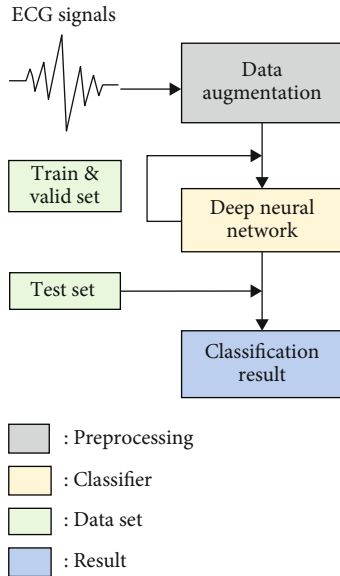 ECG signals
Data
augmentation
Train &
valid set
Deep neural
network
Test set
Classification
result
: Preprocessing
: Classifier
: Data set
: Result